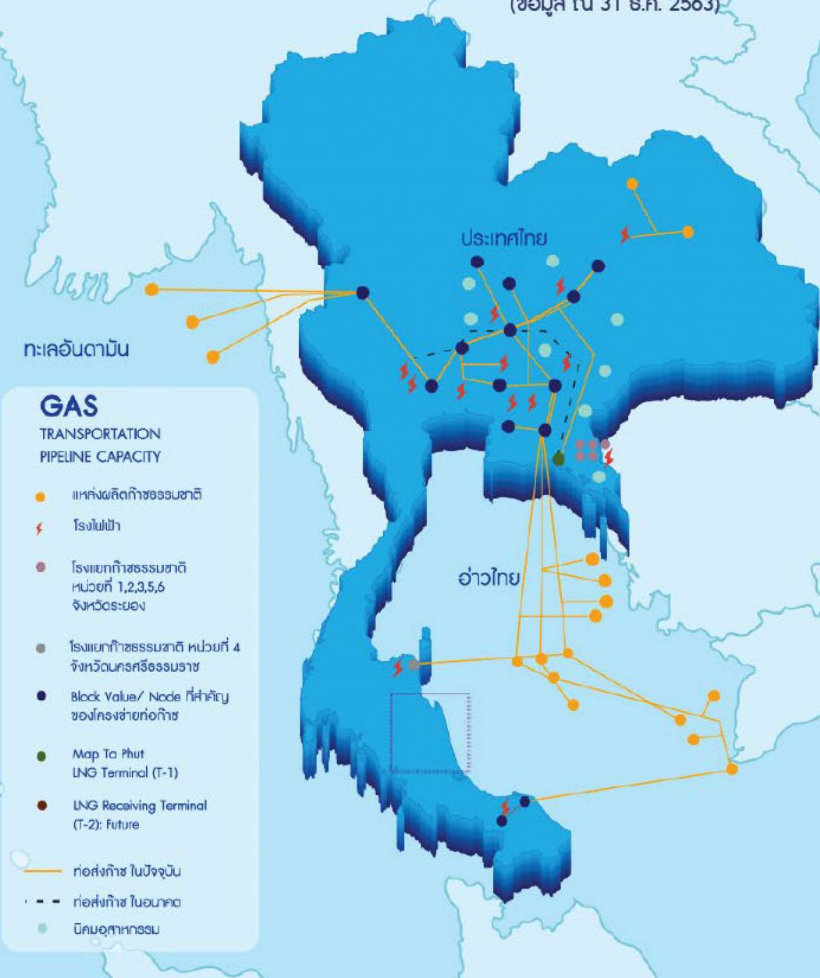 (ข้อมูล ณ 31 ธ.ค. 2563)
ประเทศไทย
ทะเลอันดามัน
อ่าวไทย
GAS
TRANSPORTATION
PIPELINE CAPACITY
แหล่งผลิตก๊าซธรรมชาติ
โรงไฟฟ้า
โรงแยกก๊าซธรรมชาติ
หน่วยที่ 1,2,3,5,6
จังหวัดระยอง
โรงแยกก๊าซธรรมชาติ หน่วยที่ 4
จังหวัดนครศรีธรรมราช
Block Value/ Node ที่สำคัญ
ของโครงข่ายท่อก๊าซ
Map Ta Phut
LNG Terminal (T-1)
LNG Receiving Terminal
(T-2): Future
ท่อส่งก๊าซ ในปัจจุบัน
ท่อส่งก๊าซ ในอนาคต
นิคมอุตสาหกรรม